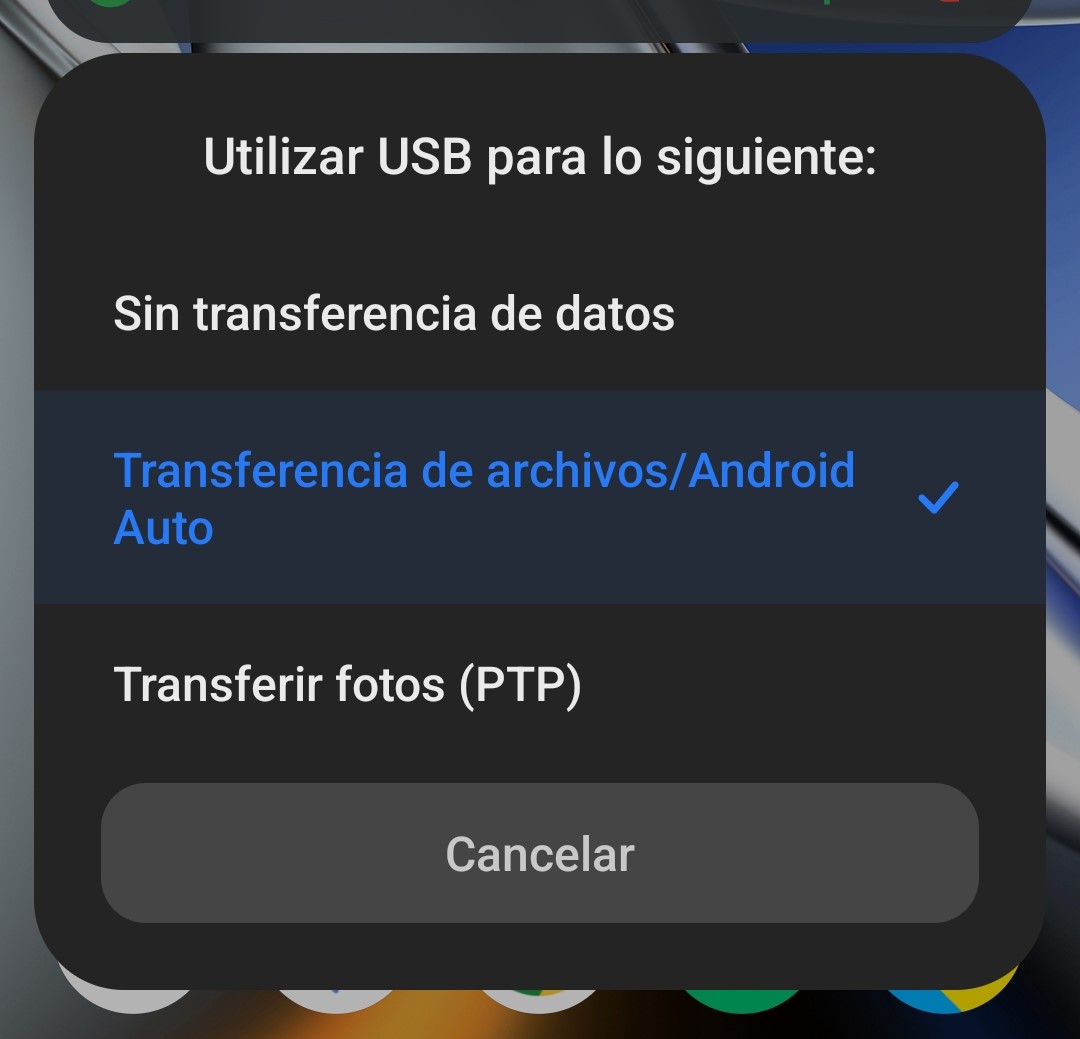 Utilizar USB para lo siguiente:
Sin transferencia de datos
Transferencia de archivos/Android
Auto
Transferir fotos (PTP)
Cancelar